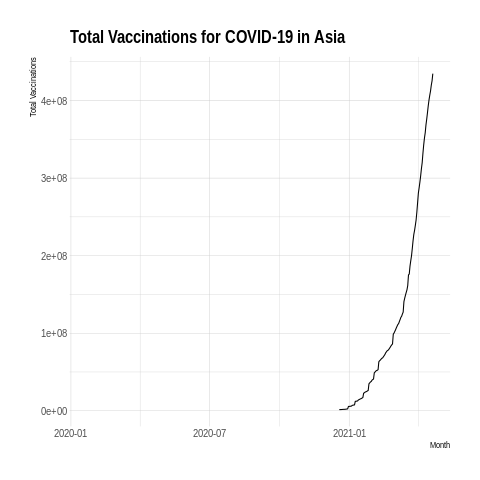 Total Vaccinations for COVID-19 in Asia
Total Vaccinations
4e+08
3e+08
2e+08
1e+08
0e+00
2020-01 2020-07 2021-01
Month